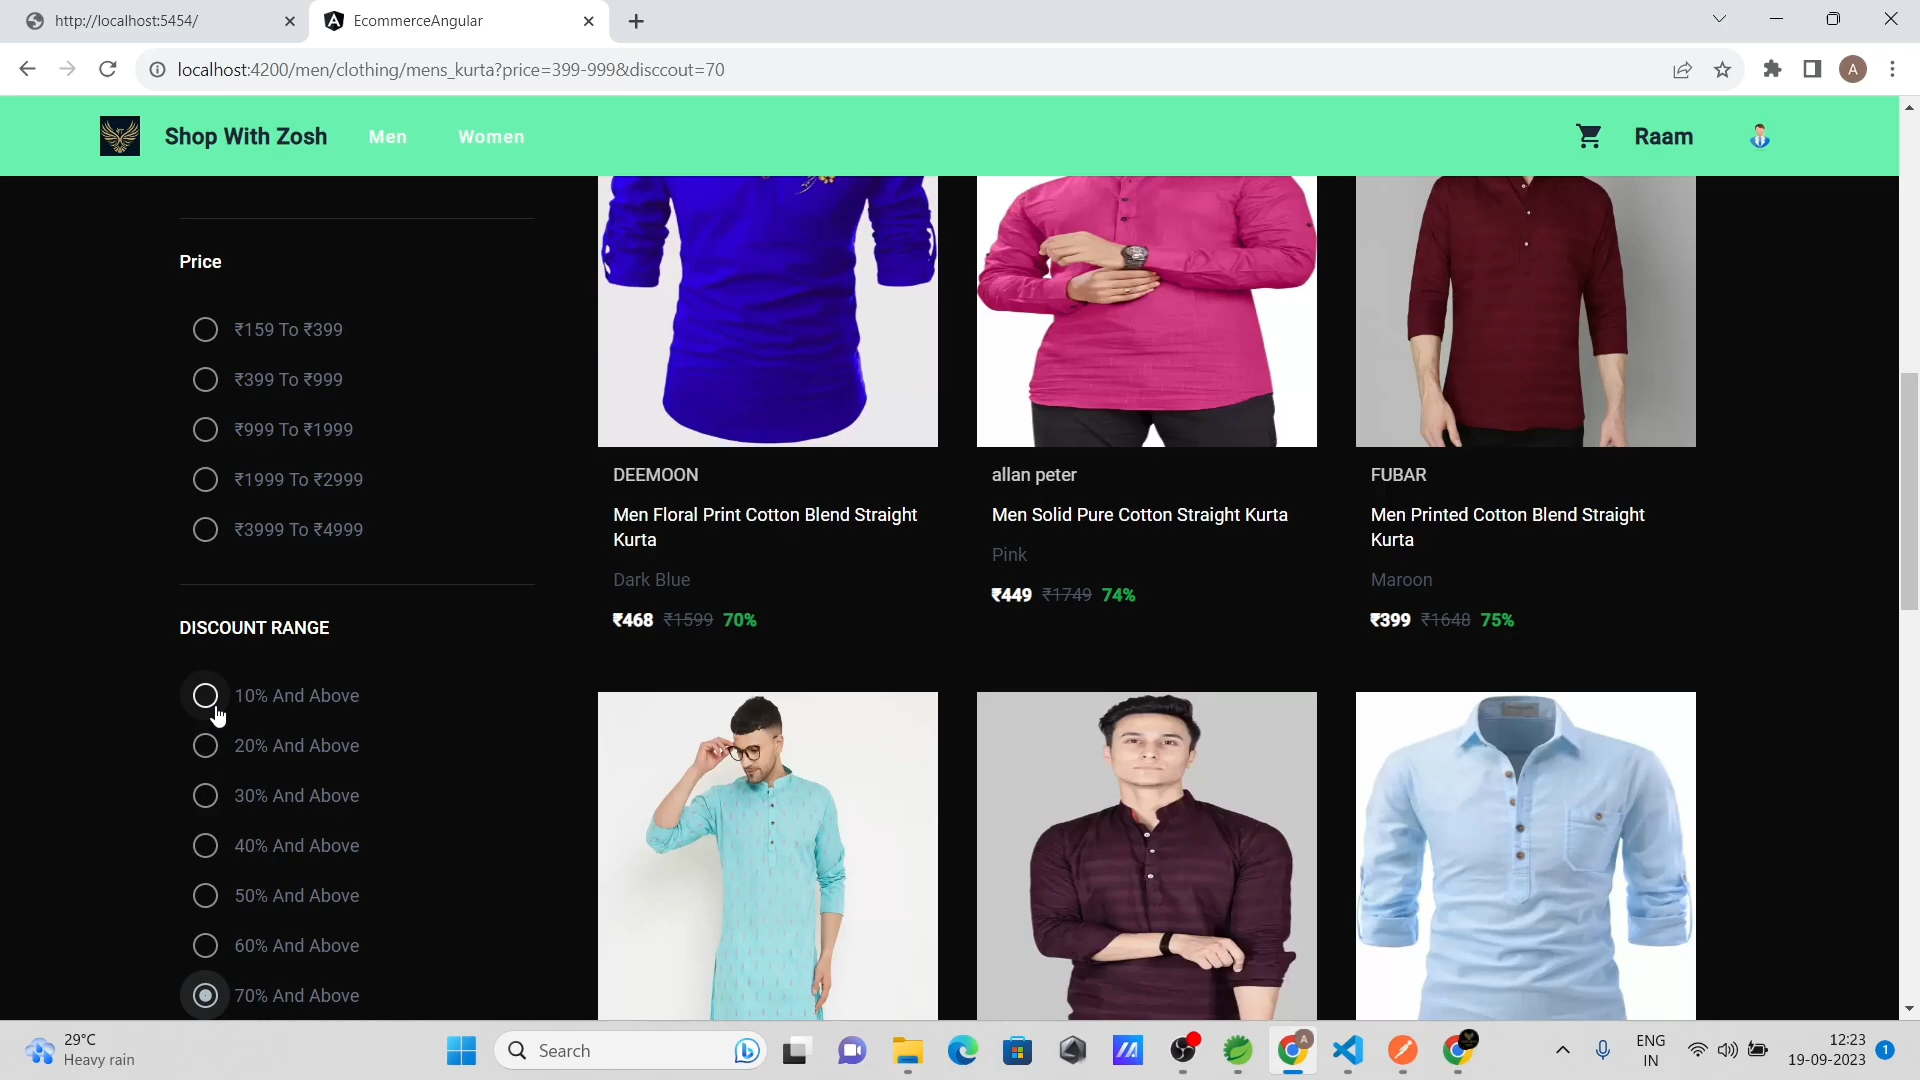 http://localhost:5454/
EcommerceAngular
localhost:4200/men/clothing/mens_kurta?price=399-999&disccout=70
A
Shop With Zosh
Men
Women
Raam
Price
₹159 To ₹399
₹399 To ₹999
₹999 To ₹1999
₹1999 To ₹2999
₹3999 To ₹4999
DISCOUNT RANGE
10% And Above
20% And Above
30% And Above
40% And Above
50% And Above
60% And Above
70% And Above
DEEMOON
Men Floral Print Cotton Blend Straight
Kurta
Dark Blue
₹468 ₹1599 70%
allan peter
Men Solid Pure Cotton Straight Kurta
Pink
₹449 ₹1749 74%
FUBAR
Men Printed Cotton Blend Straight
Kurta
Maroon
₹399 ₹1648 75%
29°C
Heavy rain
Search
A
ENG
IN
12:23
19-09-2023
1